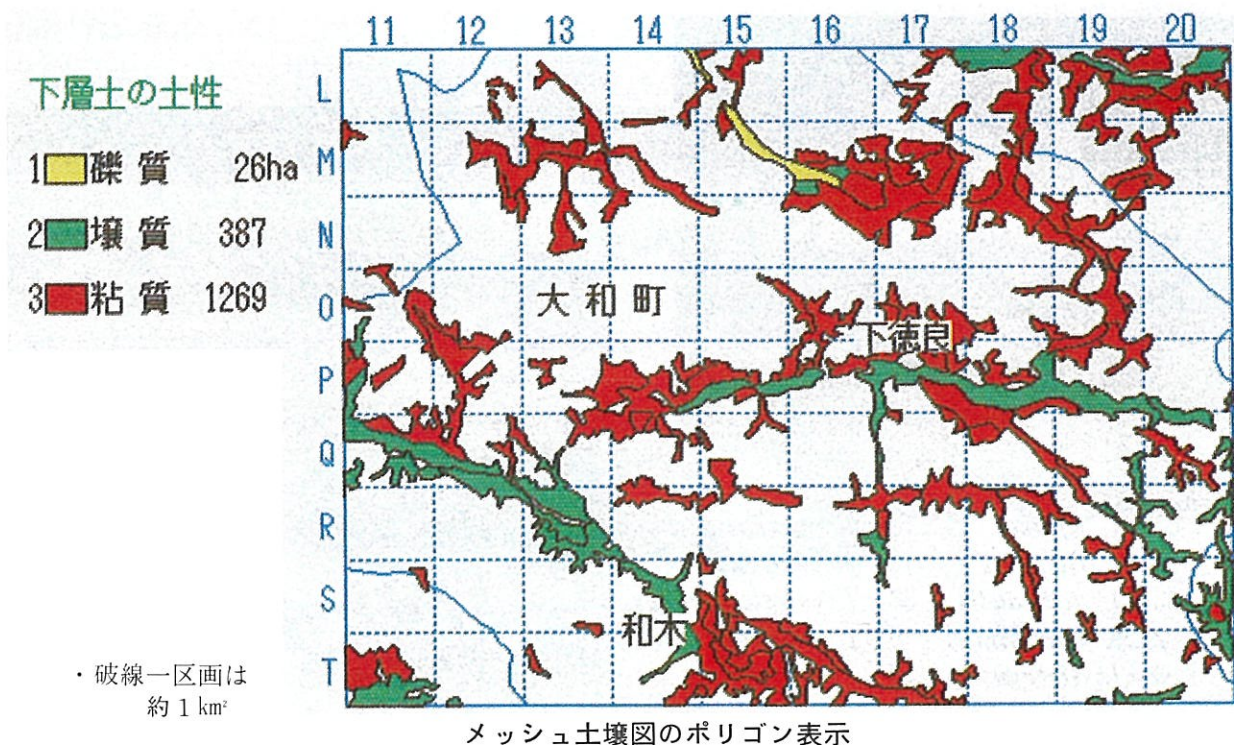 11 12 13 14 15 16 17 18 19 20
下層土の土性
1 礫質 26ha
2 壌質 387
3 粘質 1269
L
M
N
O
P
Q
R
S
T
大和町
下徳良
和木
・破線一区画は
約1km²
メッシュ土壌図のポリゴン表示